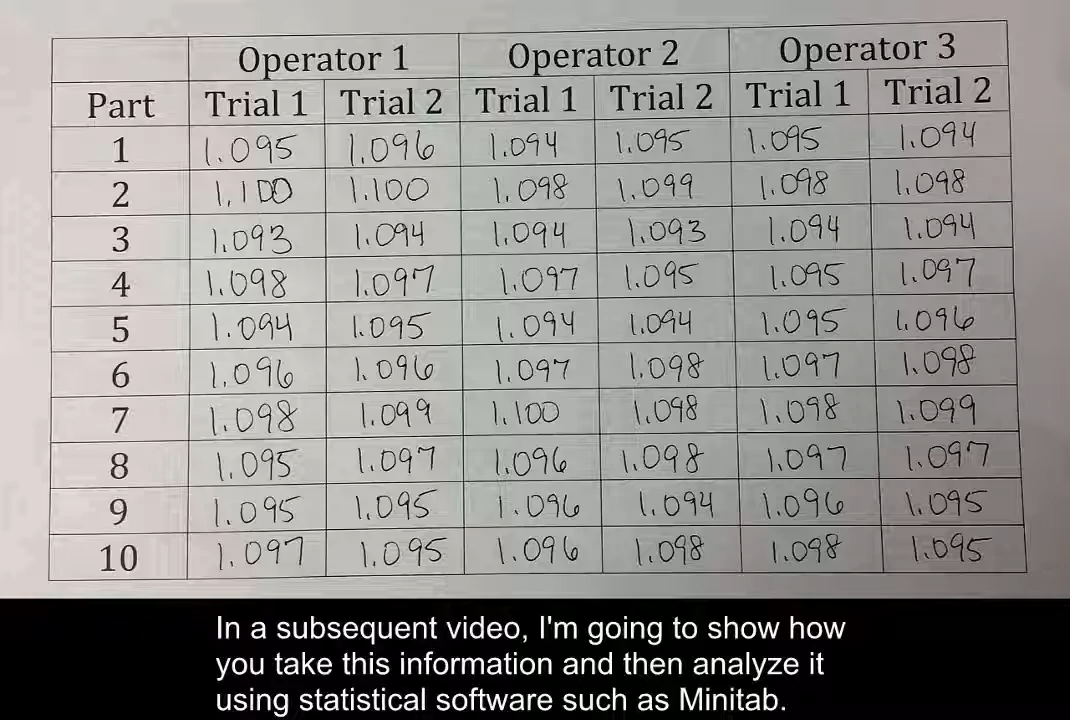 Operator 1 Operator 2 Operator 3
Part Trial 1 Trial 2 Trial 1 Trial 2 Trial 1 Trial 2
1 1.095 1.096 1.094 1.095 1.095 1.094
2 1.100 1.100 1.098 1.099 1.098 1.098
3 1.093 1.094 1.094 1.093 1.094 1.094
4 1.098 1.097 1.097 1.095 1.095 1.097
5 1.094 1.095 1.094 1.094 1.095 1.096
6 1.096 1.096 1.097 1.098 1.097 1.098
7 1.098 1.099 1.100 1.098 1.098 1.099
8 1.095 1.097 1.096 1.098 1.097 1.097
9 1.095 1.095 1.096 1.094 1.096 1.095
10 1.097 1.095 1.096 1.098 1.098 1.095
In a subsequent video, I'm going to show how
you take this information and then analyze it
using statistical software such as Minitab.